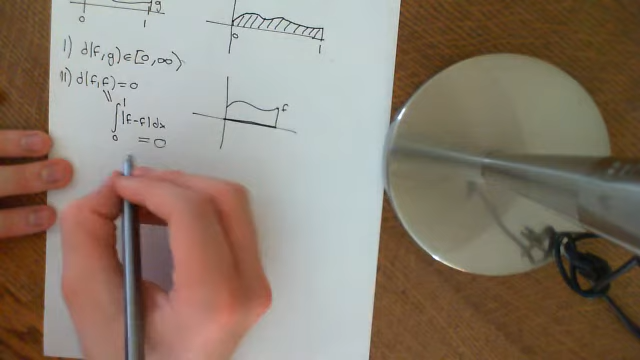 g
0 1
0 1
I) d(f,g) ∈ [0,∞)
II) d(f,f) = 0
f
∫₀¹ |f-f| dx
= 0